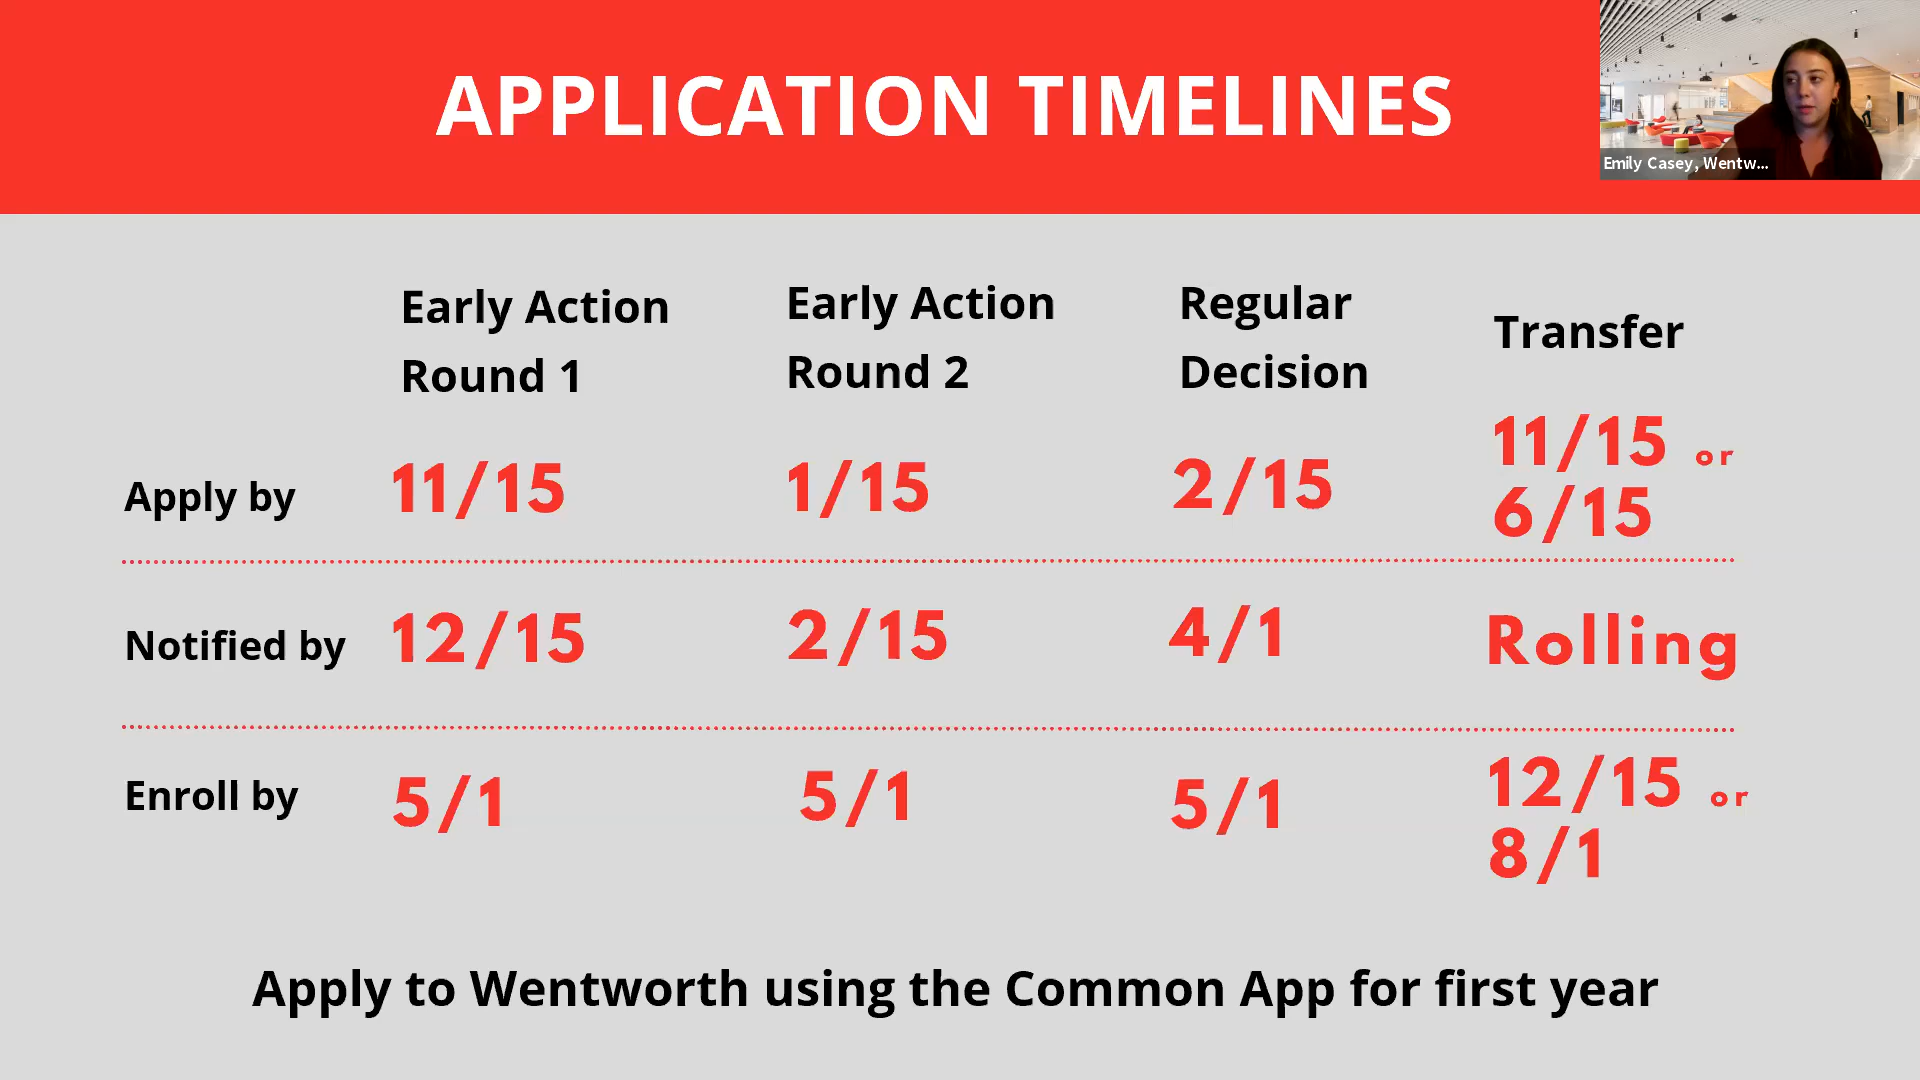 APPLICATION TIMELINES
Emily Casey, Wentw...
Early Action
Round 1
Early Action
Round 2
Regular
Decision
Transfer
Apply by
11/15
1/15
2/15
11/15 or
6/15
Notified by
12/15
2/15
4/1
Rolling
Enroll by
5/1
5/1
5/1
12/15 or
8/1
Apply to Wentworth using the Common App for first year